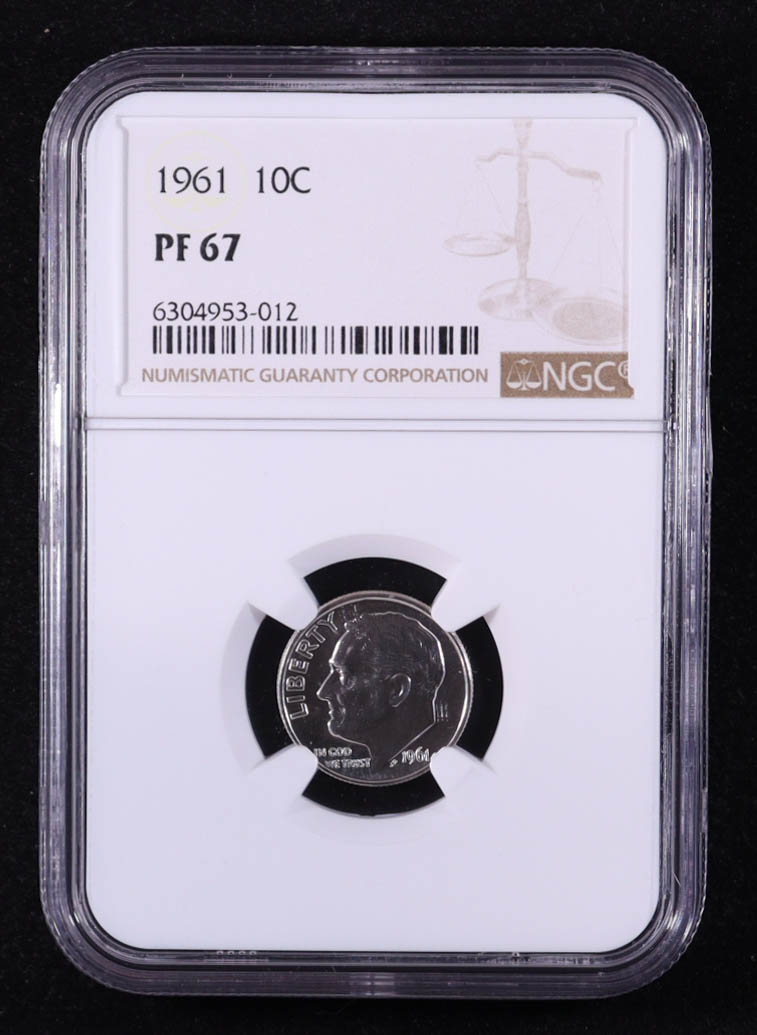 1961 10C
PF 67
6304953-012
NUMISMATIC GUARANTY CORPORATION
NGC®
LIBERTY
IN GOD
WE TRUST
1961